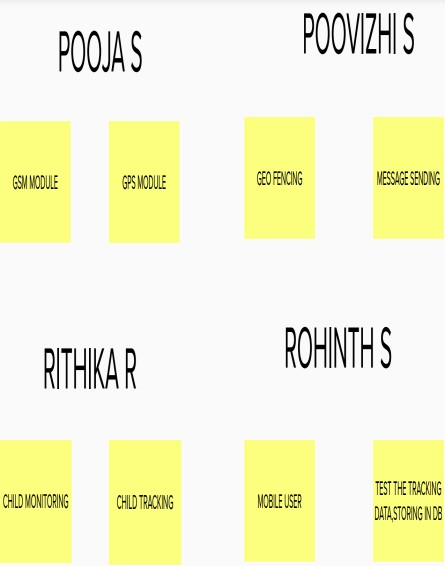 POOJA S
POOVIZHI S
GSM MODULE
GPS MODULE
GEO FENCING
MESSAGE SENDING
RITHIKA R
ROHINTH S
CHILD MONITORING
CHILD TRACKING
MOBILE USER
TEST THE TRACKING
DATA,STORING IN DB